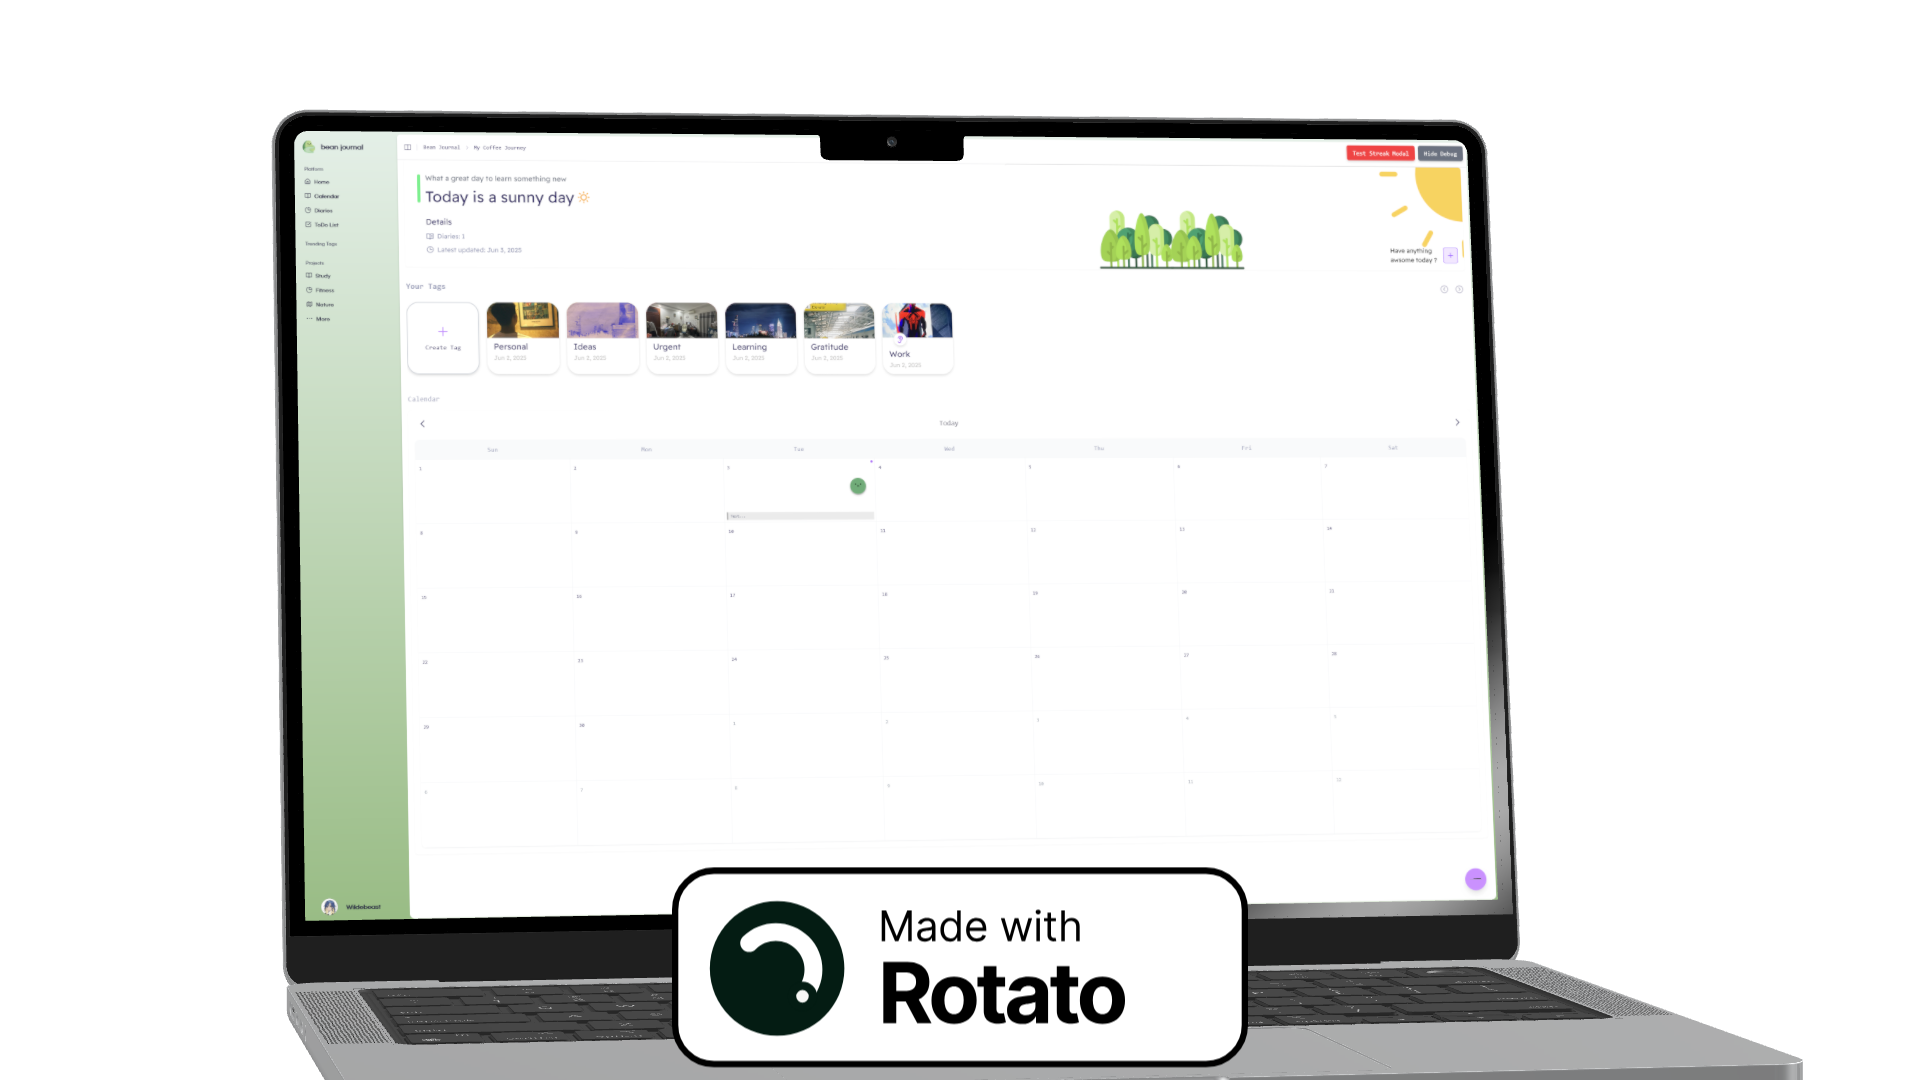 bean journal
Platform
Home
Calendar
Diaries
ToDo List
Trending Tags
Projects
Study
Fitness
Nature
More
Wildebeast
Bean Journal > My Coffee Journey
Test Streak Modal
Hide Debug
What a great day to learn something new
Today is a sunny day
Details
Diaries: 1
Latest updated: Jun 3, 2025
Have anything
awsome today ?
Your Tags
Create Tag
Personal
Jun 2, 2025
Ideas
Jun 2, 2025
Urgent
Jun 2, 2025
Learning
Jun 2, 2025
Gratitude
Jun 2, 2025
Work
Jun 2, 2025
Calendar
Today
Sun Mon Tue Wed Thu Fri Sat
1 2 3 4 5 6 7
8 9 10 11 12 13 14
15 16 17 18 19 20 21
22 23 24 25 26 27 28
29 30 1 2 3 4 5
6 7 8 9 10 11 12
Made with
Rotato